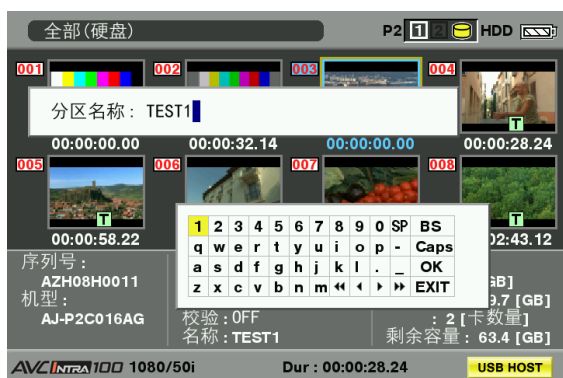 全部(硬盘)
P2 1 2 HDD
001 002 003 004
分区名称: TEST1
T
00:00:00.00 00:00:32.14 00:00:00.00 00:00:28.24
005 006 007 008
T T
1 2 3 4 5 6 7 8 9 0 SP BS
q w e r t y u i o p - Caps
a s d f g h j k l . _ OK
z x c v b n m EXIT
00:00:58.22 02:43.12
序列号:
AZH08H0011 GB]
机型: 9.7 [GB]
AJ-P2C016AG 校验:OFF : 2 [卡数量]
名称:TEST1 剩余容量: 63.4 [GB]
AVC INTRA 100 1080/50i Dur : 00:00:28.24 USB HOST